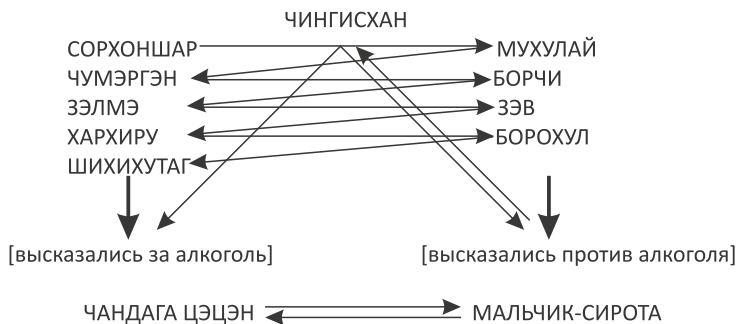 ЧИНГИСХАН
СОРХОНШАР МУХУЛАЙ
ЧУМЭРГЭН БОРЧИ
ЗЭЛМЭ ЗЭВ
ХАРХИРУ БОРОХУЛ
ШИХИХУТАГ
[высказались за алкоголь] [высказались против алкоголя]
ЧАНДАГА ЦЭЦЭН МАЛЬЧИК-СИРОТА